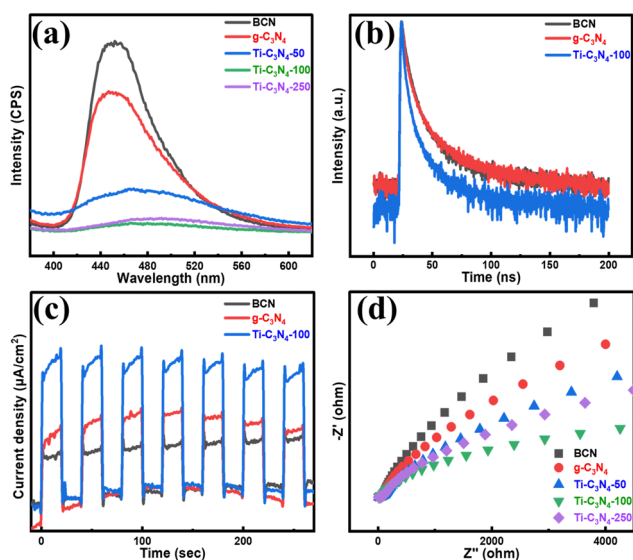 (a)
BCN
g-C₃N₄
Ti-C₃N₄-50
Ti-C₃N₄-100
Ti-C₃N₄-250
Intensity (CPS)
400 440 480 520 560 600
Wavelength (nm)
(b)
BCN
g-C₃N₄
Ti-C₃N₄-100
Intensity (a.u.)
0 50 100 150 200
Time (ns)
(c)
BCN
g-C₃N₄
Ti-C₃N₄-100
Current density (µA/cm²)
0 100 200
Time (sec)
(d)
BCN
g-C₃N₄
Ti-C₃N₄-50
Ti-C₃N₄-100
Ti-C₃N₄-250
-Z' (ohm)
0 2000 4000
Z" (ohm)